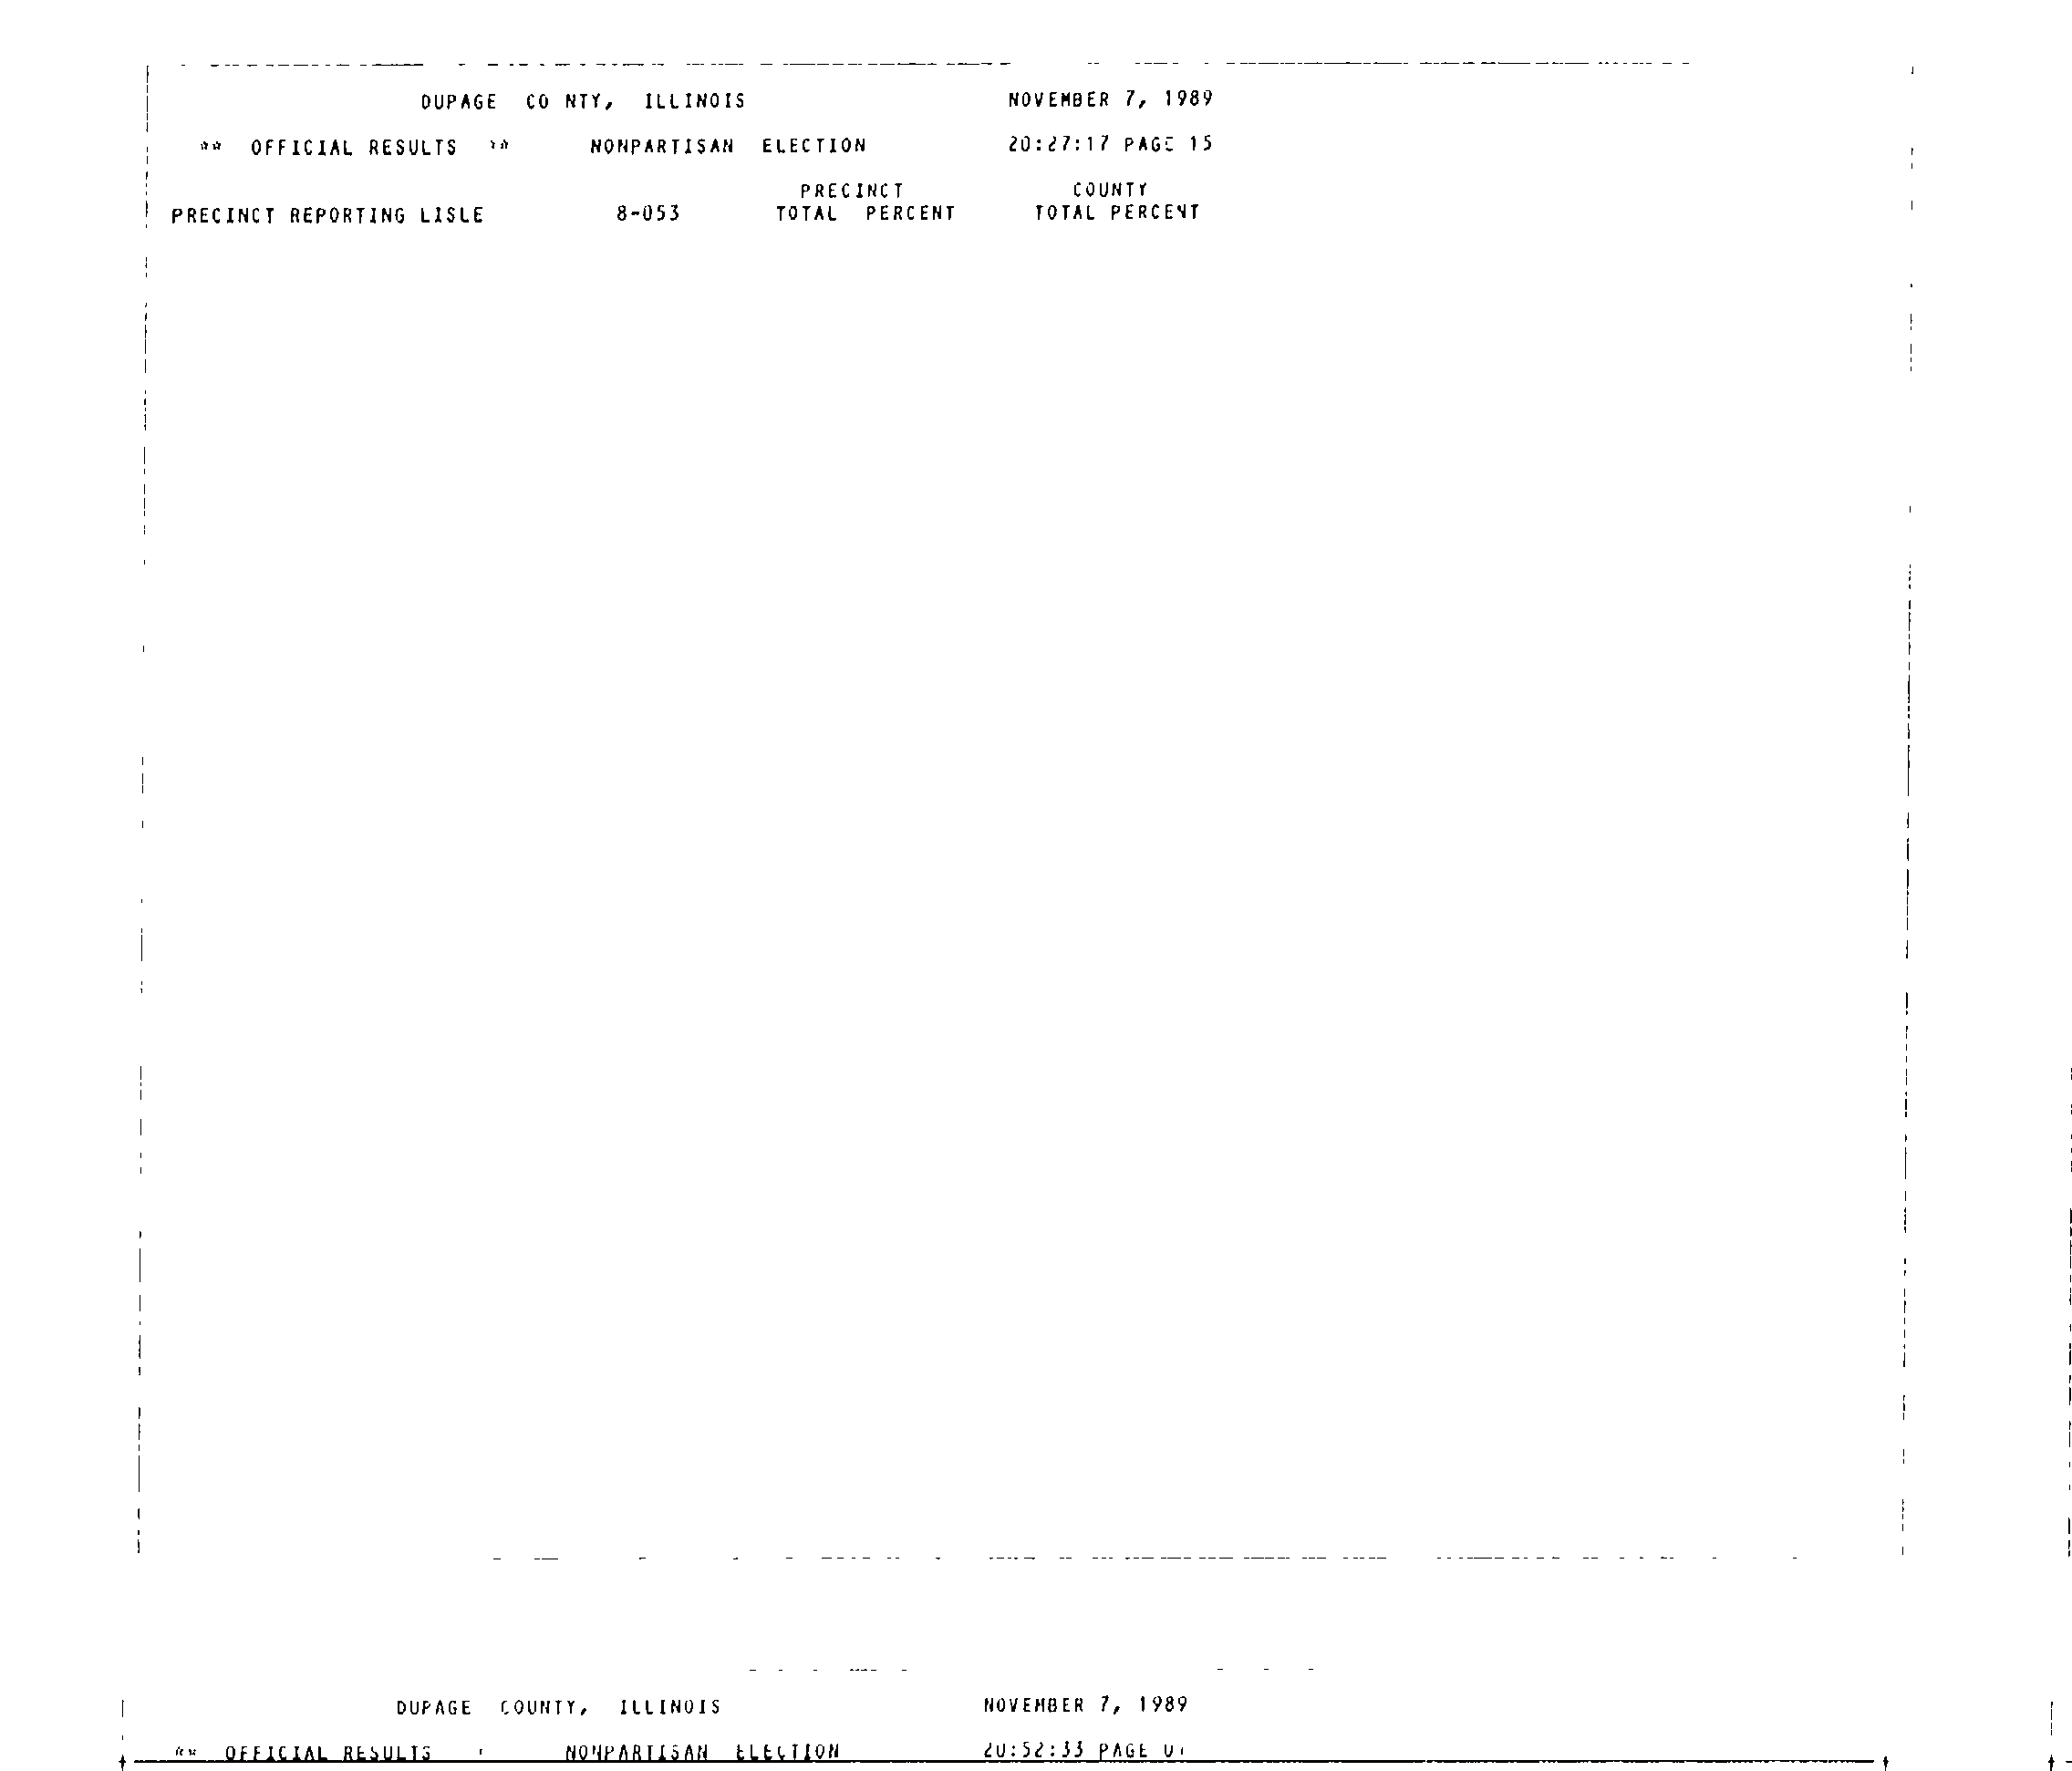 DUPAGE CO NTY, ILLINOIS NOVEMBER 7, 1989
** OFFICIAL RESULTS ** NONPARTISAN ELECTION 20:27:17 PAGE 15
PRECINCT COUNTY
PRECINCT REPORTING LISLE 8-053 TOTAL PERCENT TOTAL PERCENT
DUPAGE COUNTY, ILLINOIS NOVEMBER 7, 1989
** OFFICIAL RESULTS NONPARTISAN ELECTION 20:52:33 PAGE